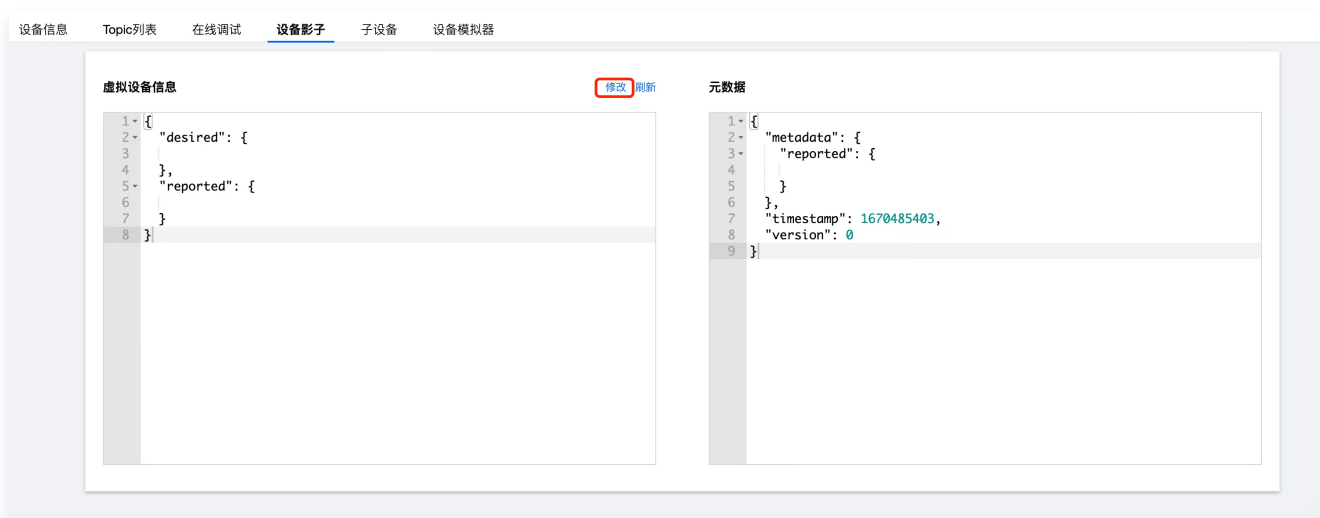 设备信息 Topic列表 在线调试 设备影子 子设备 设备模拟器
虚拟设备信息 修改 刷新
1 {
2 "desired": {
3
4 },
5 "reported": {
6
7 }
8 }
元数据
1 {
2 "metadata": {
3 "reported": {
4
5 }
6 },
7 "timestamp": 1670485403,
8 "version": 0
9 }